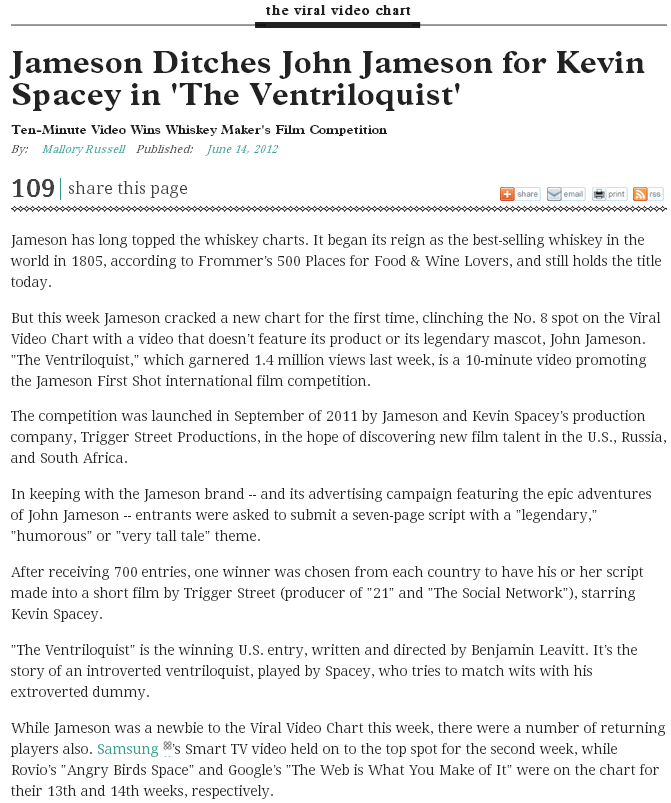 the viral video chart
Jameson Ditches John Jameson for Kevin
Spacey in 'The Ventriloquist'
Ten-Minute Video Wins Whiskey Maker's Film Competition
By: Mallory Russell Published: June 14, 2012
109 share this page
share email print rss
Jameson has long topped the whiskey charts. It began its reign as the best-selling whiskey in the
world in 1805, according to Frommer's 500 Places for Food & Wine Lovers, and still holds the title
today.
But this week Jameson cracked a new chart for the first time, clinching the No. 8 spot on the Viral
Video Chart with a video that doesn't feature its product or its legendary mascot, John Jameson.
"The Ventriloquist," which garnered 1.4 million views last week, is a 10-minute video promoting
the Jameson First Shot international film competition.
The competition was launched in September of 2011 by Jameson and Kevin Spacey's production
company, Trigger Street Productions, in the hope of discovering new film talent in the U.S., Russia,
and South Africa.
In keeping with the Jameson brand -- and its advertising campaign featuring the epic adventures
of John Jameson -- entrants were asked to submit a seven-page script with a "legendary,"
"humorous" or "very tall tale" theme.
After receiving 700 entries, one winner was chosen from each country to have his or her script
made into a short film by Trigger Street (producer of "21" and "The Social Network"), starring
Kevin Spacey.
"The Ventriloquist" is the winning U.S. entry, written and directed by Benjamin Leavitt. It's the
story of an introverted ventriloquist, played by Spacey, who tries to match wits with his
extroverted dummy.
While Jameson was a newbie to the Viral Video Chart this week, there were a number of returning
players also. Samsung 's Smart TV video held on to the top spot for the second week, while
Rovio's "Angry Birds Space" and Google's "The Web is What You Make of It" were on the chart for
their 13th and 14th weeks, respectively.